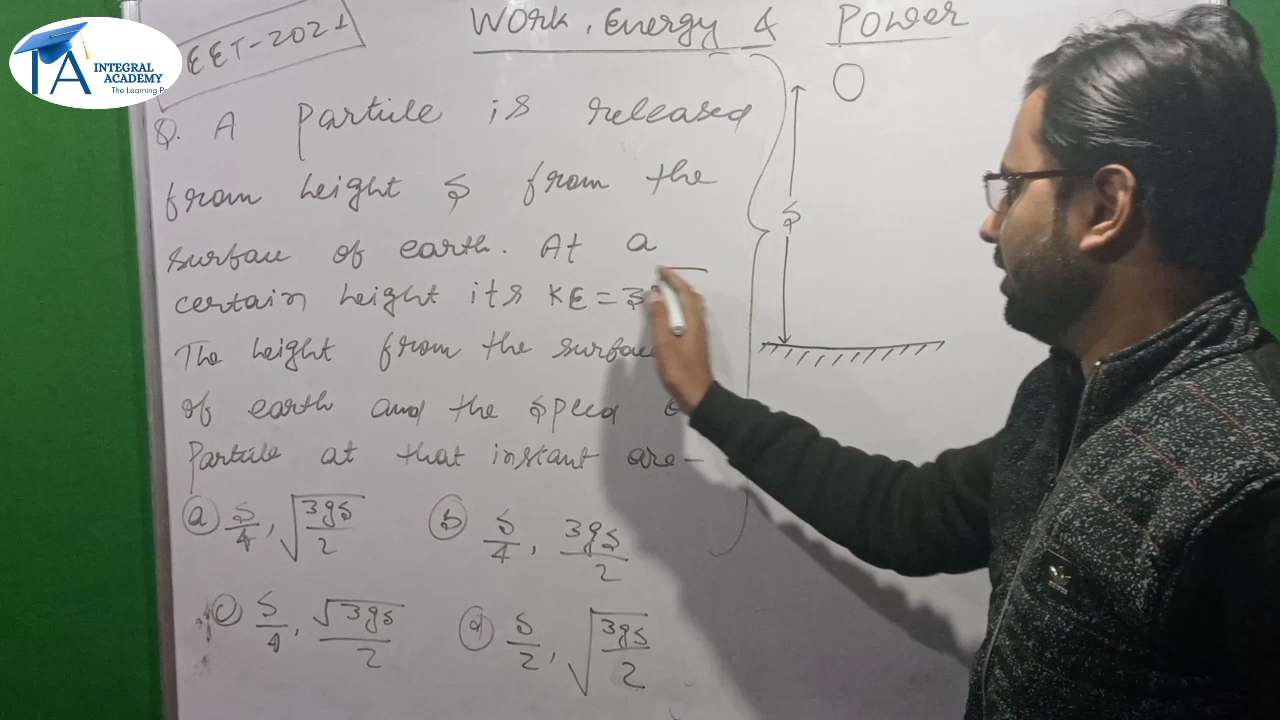 INTEGRAL
ACADEMY
EET-2021
Work, Energy & Power
Q. A Particle is released
from height S from the
surface of earth. At a
certain height its KE = 3
The height from the surface
of earth and the speed
Particle at that instant are-
(a) S/4, √(3gs/2)
(b) S/4, 3gs/2
(c) S/4, √(3gs)/2
(d) S/2, √(3gs/2)
S